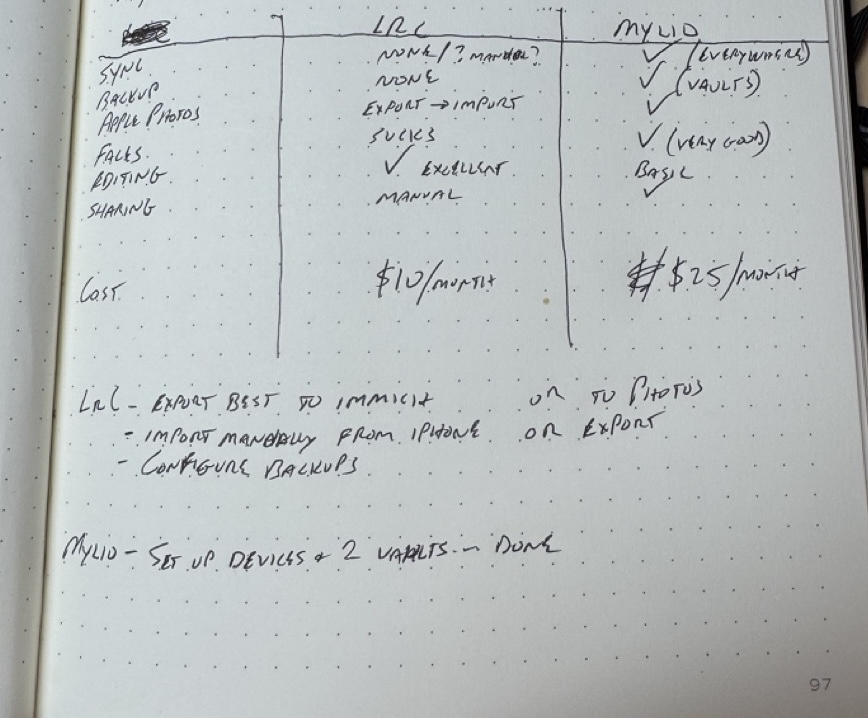 LRC MYLIO
SYNC NONE/? MANUAL? ✓ (EVERYWHERE)
BACKUP NONE ✓ (VAULTS)
APPLE PHOTOS EXPORT → IMPORT ✓
FACES SUCKS ✓ (VERY GOOD)
EDITING ✓ EXCELLENT BASIC
SHARING MANUAL ✓
COST $10/MONTH $25/MONTH
LRC - EXPORT BEST TO IMMICH OR TO PHOTOS
- IMPORT MANUALLY FROM IPHONE OR EXPORT
- CONFIGURE BACKUPS
MYLIO - SET UP DEVICES + 2 VAULTS - DONE
97